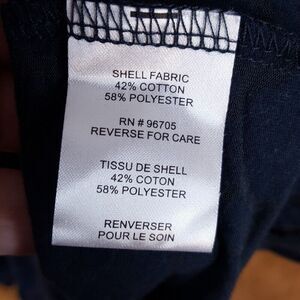 SHELL FABRIC
42% COTTON
58% POLYESTER
RN # 96705
REVERSE FOR CARE
TISSU DE SHELL
42% COTON
58% POLYESTER
RENVERSER
POUR LE SOIN